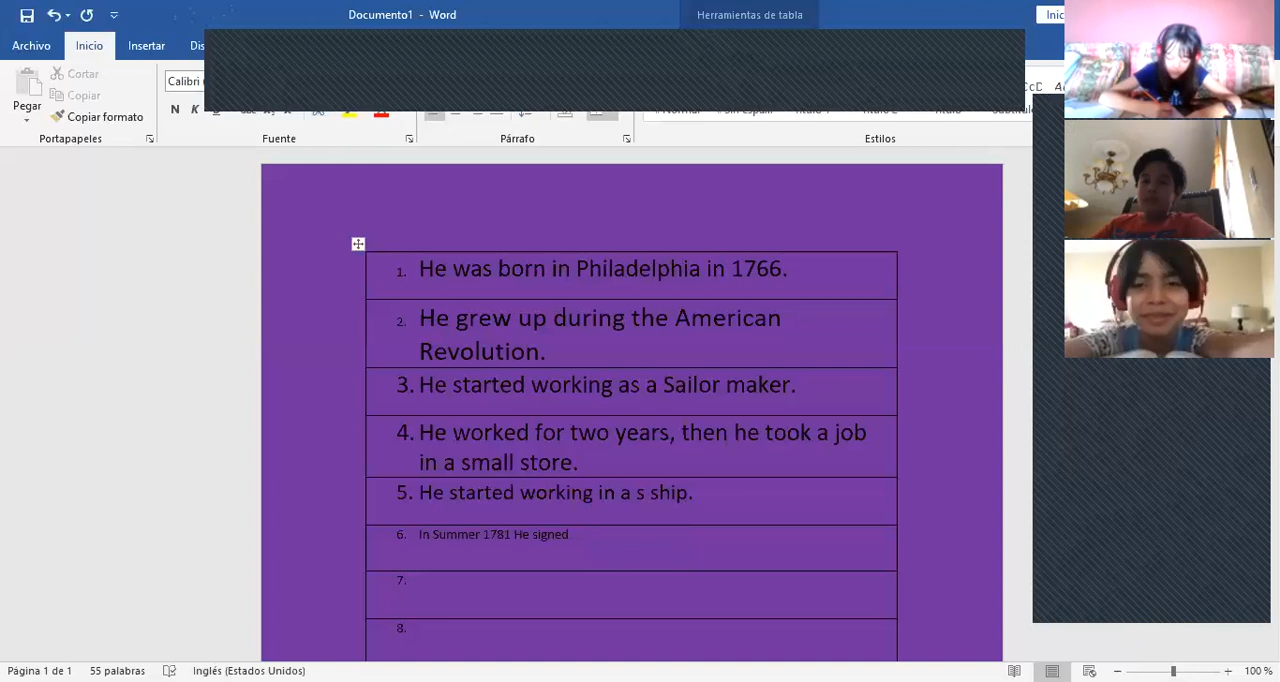 Documento1 - Word
Herramientas de tabla
Inic
Archivo
Inicio
Insertar
Dis
Pegar
Cortar
Copiar
Copiar formato
Calibri
N K
Portapapeles
Fuente
Párrafo
Estilos
1. He was born in Philadelphia in 1766.
2. He grew up during the American
Revolution.
3. He started working as a Sailor maker.
4. He worked for two years, then he took a job
in a small store.
5. He started working in a s ship.
6. In Summer 1781 He signed
7.
8.
Página 1 de 1
55 palabras
Inglés (Estados Unidos)
100 %